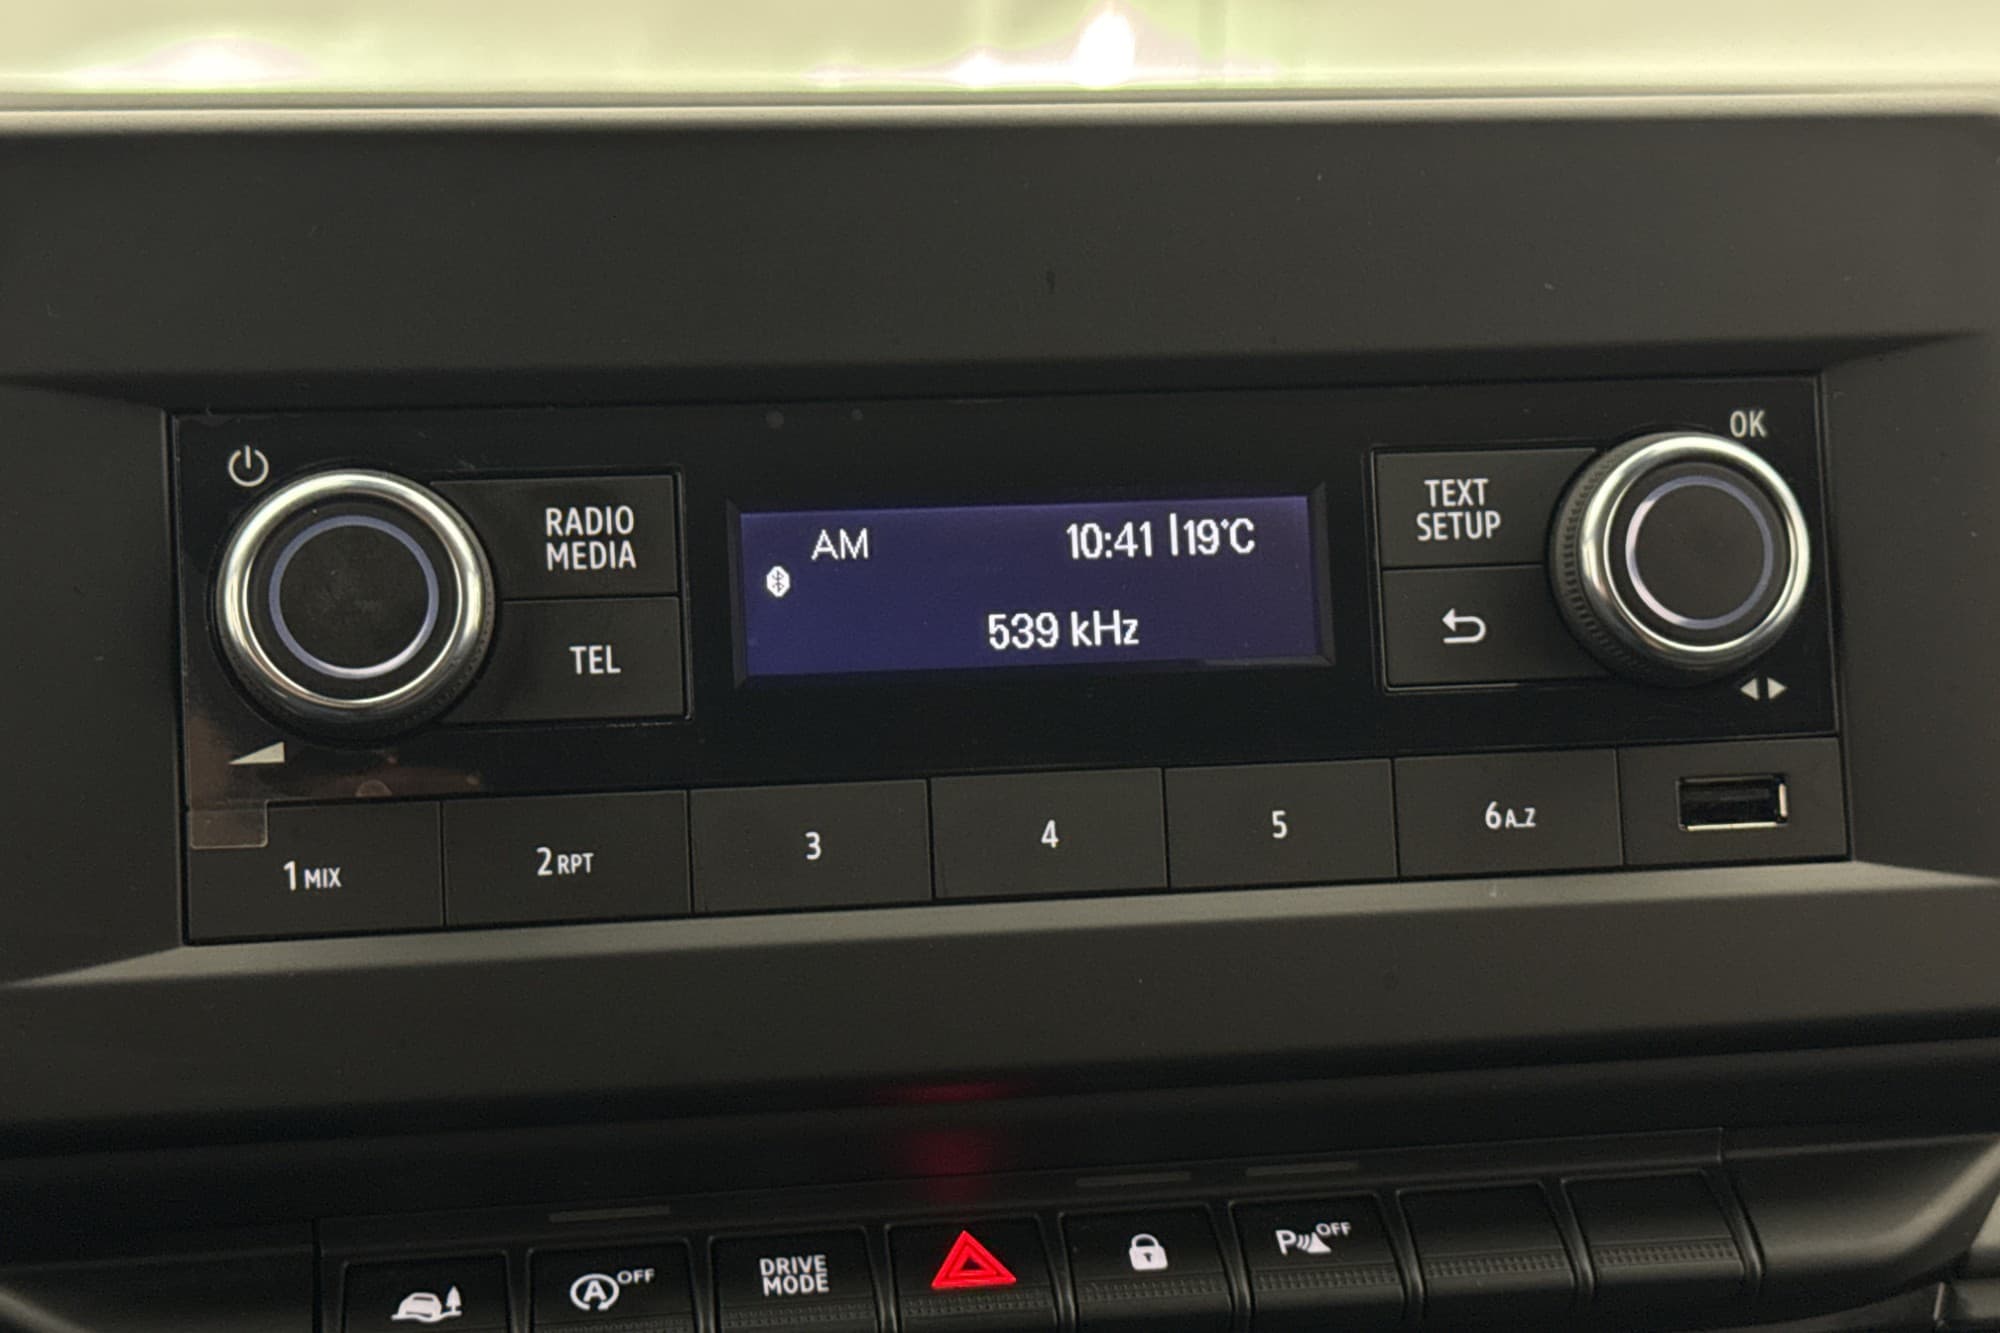 OK
RADIO
MEDIA
AM 10:41 19°C
TEXT
SETUP
539 kHz
TEL
1 MIX
2 RPT
3
4
5
6 A_Z
A OFF
DRIVE
MODE
P OFF